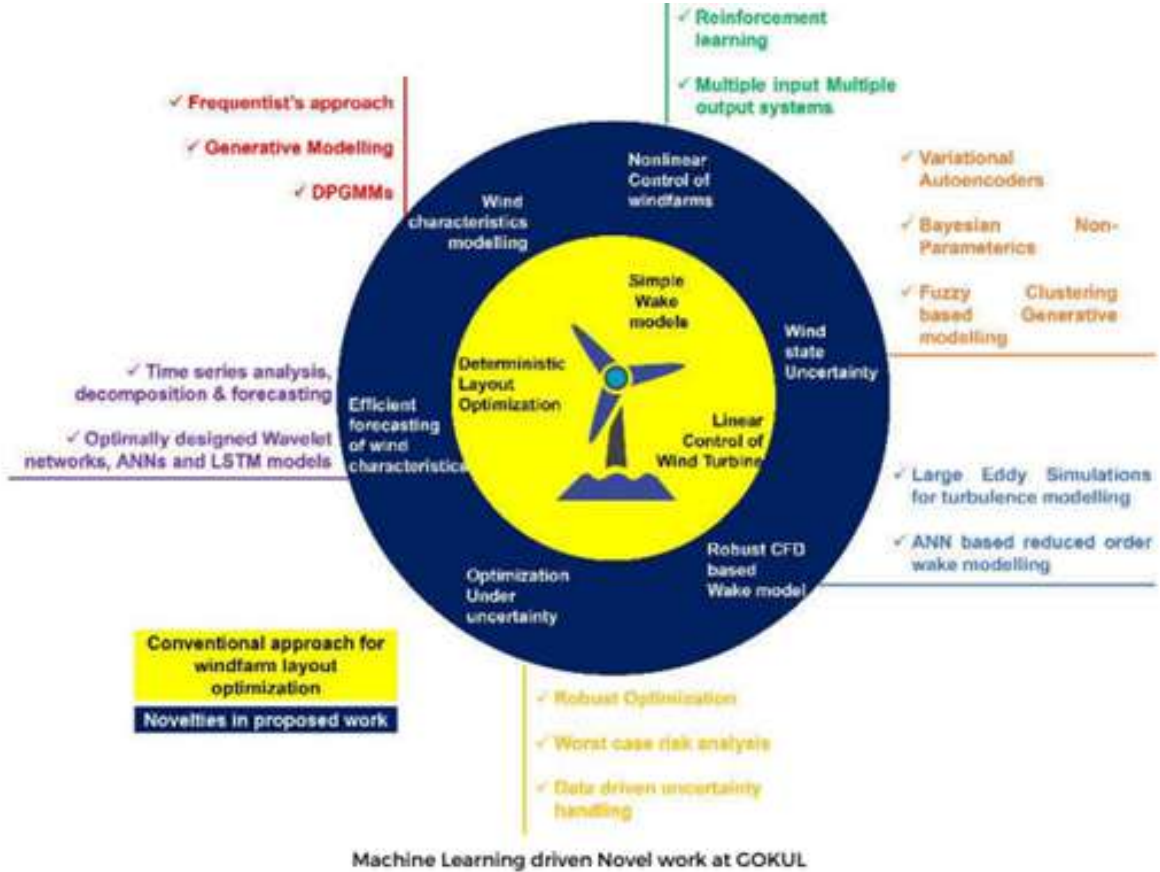 ✓ Reinforcement
learning
✓ Multiple input Multiple
output systems
✓ Frequentist's approach
✓ Generative Modelling
✓ DPGMMs
✓ Variational
Autoencoders
✓ Bayesian Non-
Parameterics
✓ Fuzzy Clustering
based Generative
modelling
Nonlinear
Control of
windfarms
Wind
characteristics
modelling
Simple
Wake
models
Wind
state
Uncertainty
Deterministic
Layout
Optimization
Linear
Control of
Wind Turbine
✓ Time series analysis,
decomposition & forecasting
✓ Optimally designed Wavelet
networks, ANNs and LSTM models
Efficient
forecasting
of wind
characteristics
✓ Large Eddy Simulations
for turbulence modelling
✓ ANN based reduced order
wake modelling
Robust CFD
based
Wake model
Optimization
Under
uncertainty
Conventional approach for
windfarm layout
optimization
Novelties in proposed work
✓ Robust Optimization
✓ Worst case risk analysis
✓ Data driven uncertainty
handling
Machine Learning driven Novel work at GOKUL